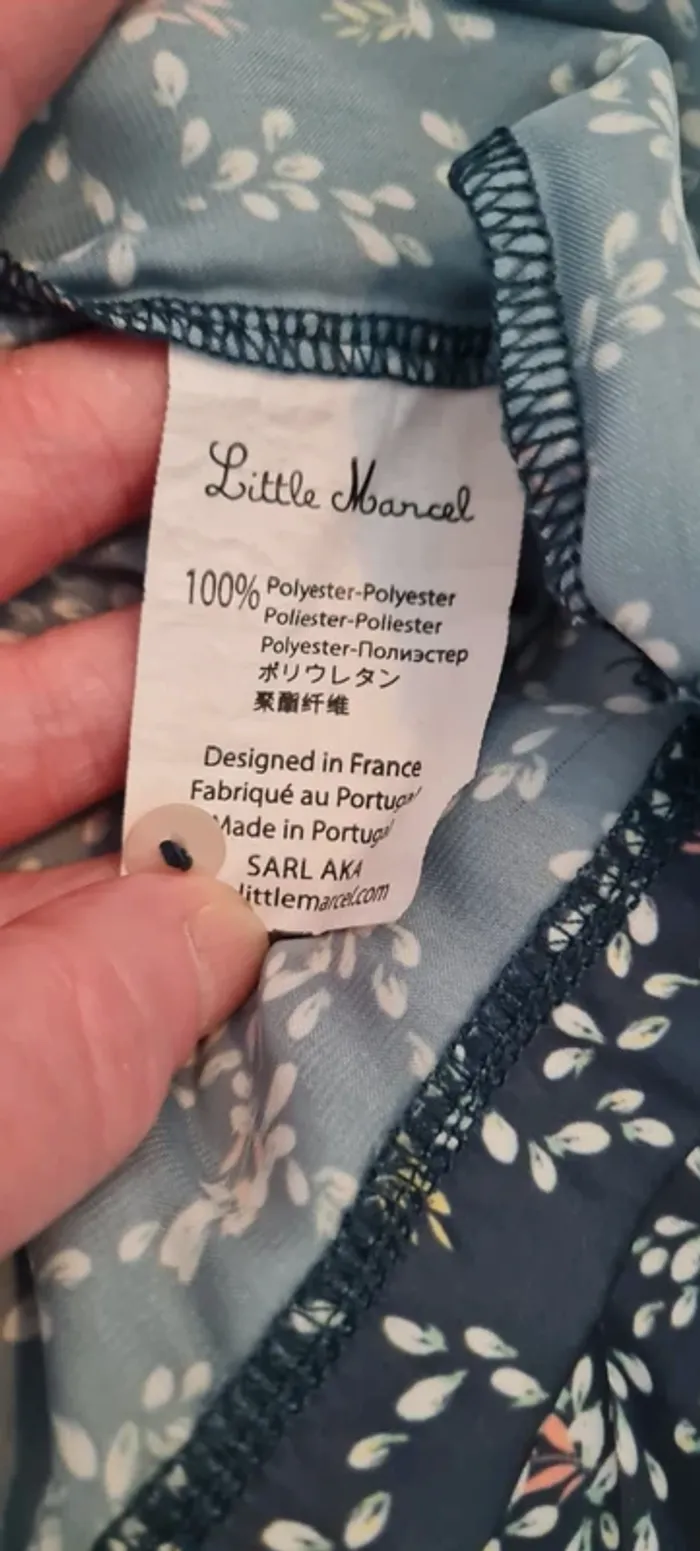 Little Marcel
100% Polyester-Polyester
Poliester-Poliester
Polyester-Полиэстер
ポリウレタン
聚酯纤维
Designed in France
Fabriqué au Portugal
Made in Portugal
SARL AKA
littlemarcel.com